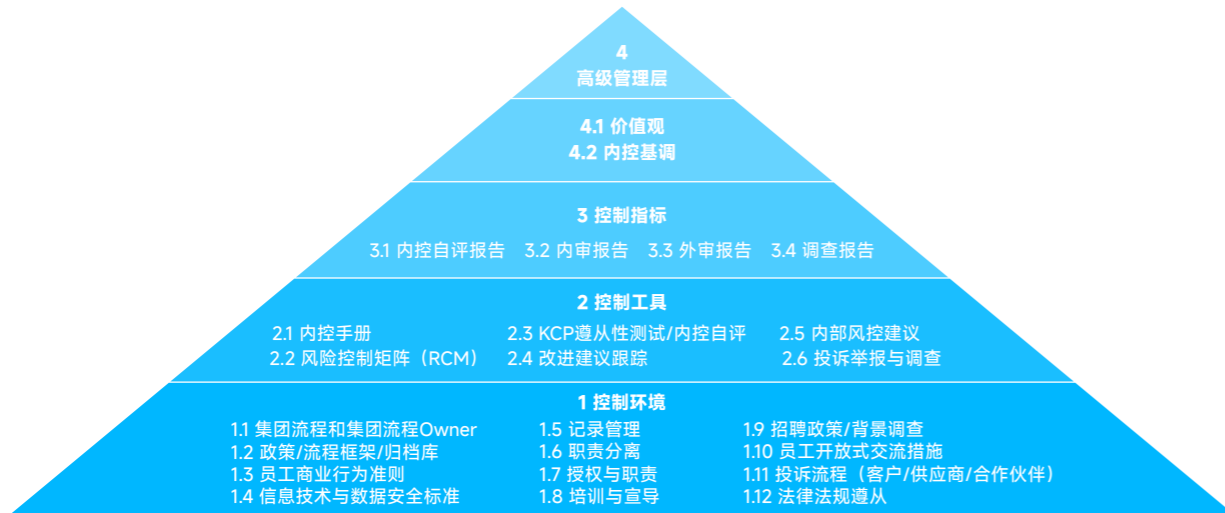 4
高级管理层
4.1 价值观
4.2 内控基调
3 控制指标
3.1 内控自评报告 3.2 内审报告 3.3 外审报告 3.4 调查报告
2 控制工具
2.1 内控手册 2.3 KCP遵从性测试/内控自评 2.5 内部风控建议
2.2 风险控制矩阵（RCM） 2.4 改进建议跟踪 2.6 投诉举报与调查
1 控制环境
1.1 集团流程和集团流程Owner 1.5 记录管理 1.9 招聘政策/背景调查
1.2 政策/流程框架/归档库 1.6 职责分离 1.10 员工开放式交流措施
1.3 员工商业行为准则 1.7 授权与职责 1.11 投诉流程（客户/供应商/合作伙伴）
1.4 信息技术与数据安全标准 1.8 培训与宣导 1.12 法律法规遵从